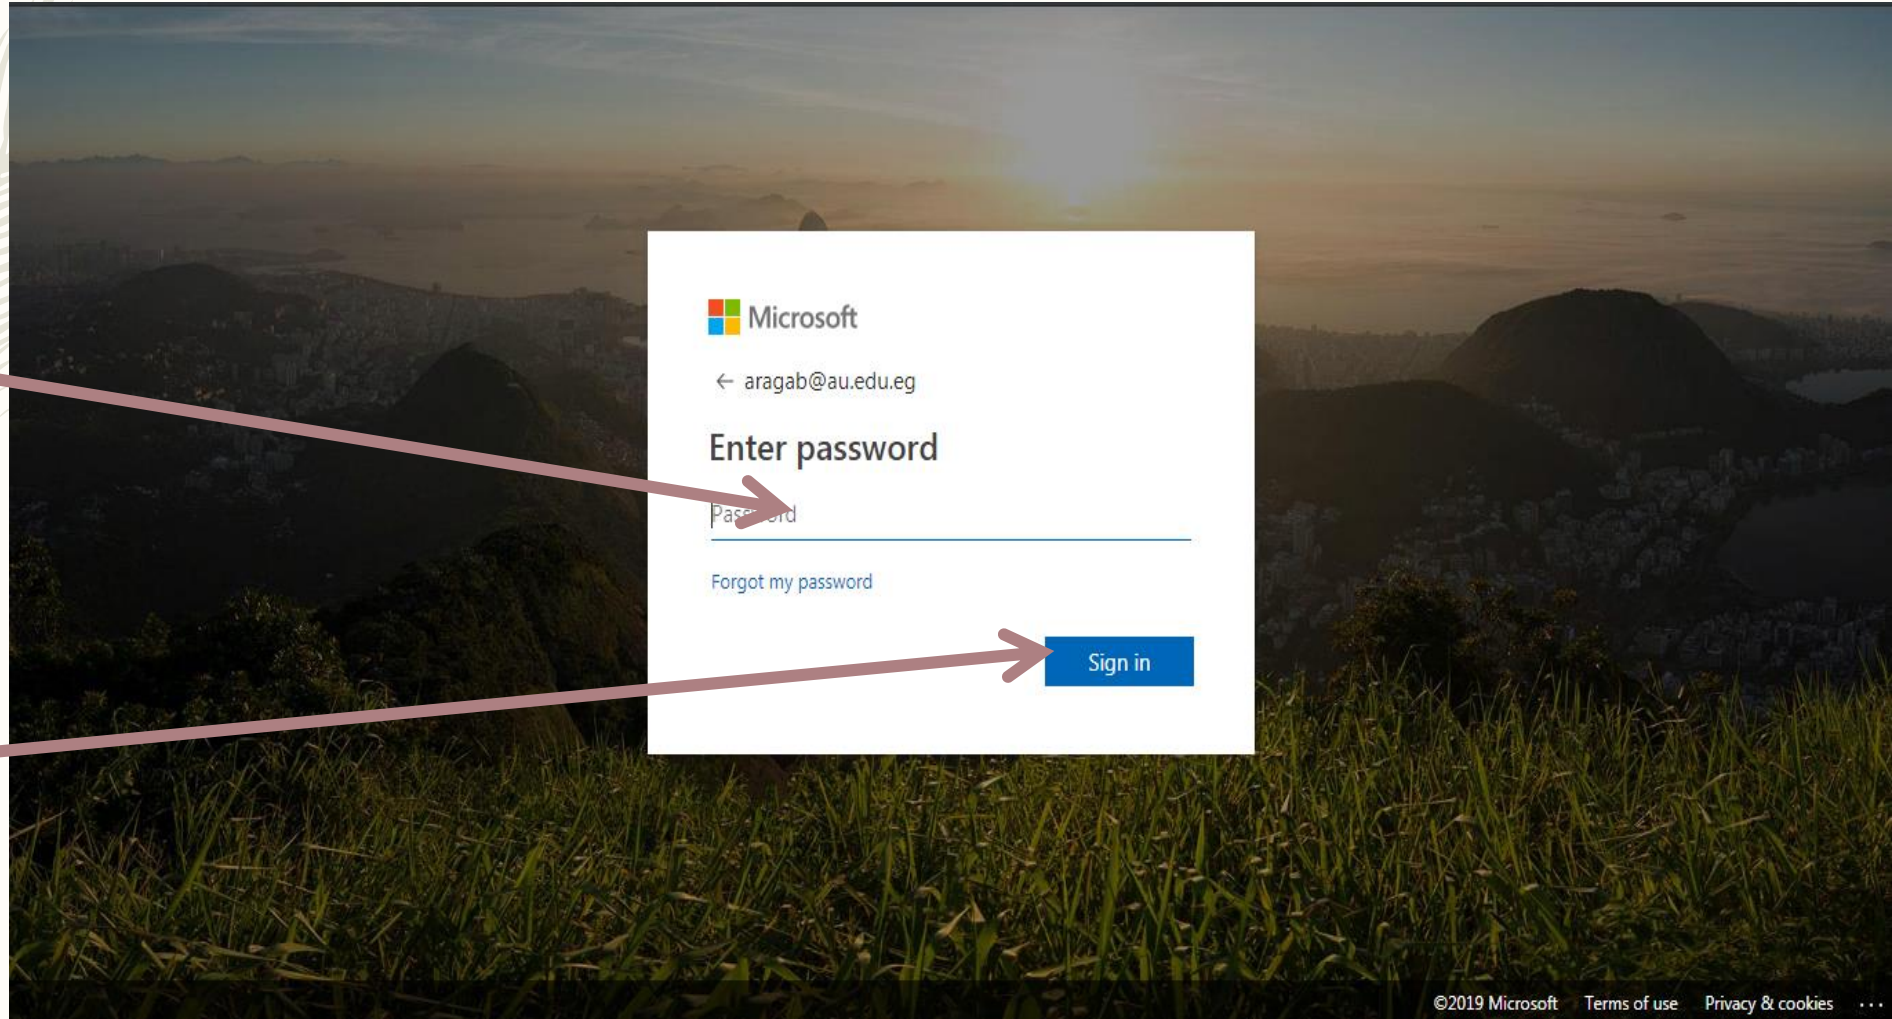 Microsoft
← aragab@au.edu.eg
Enter password
Password
Forgot my password
Sign in
©2019 Microsoft Terms of use Privacy & cookies ...